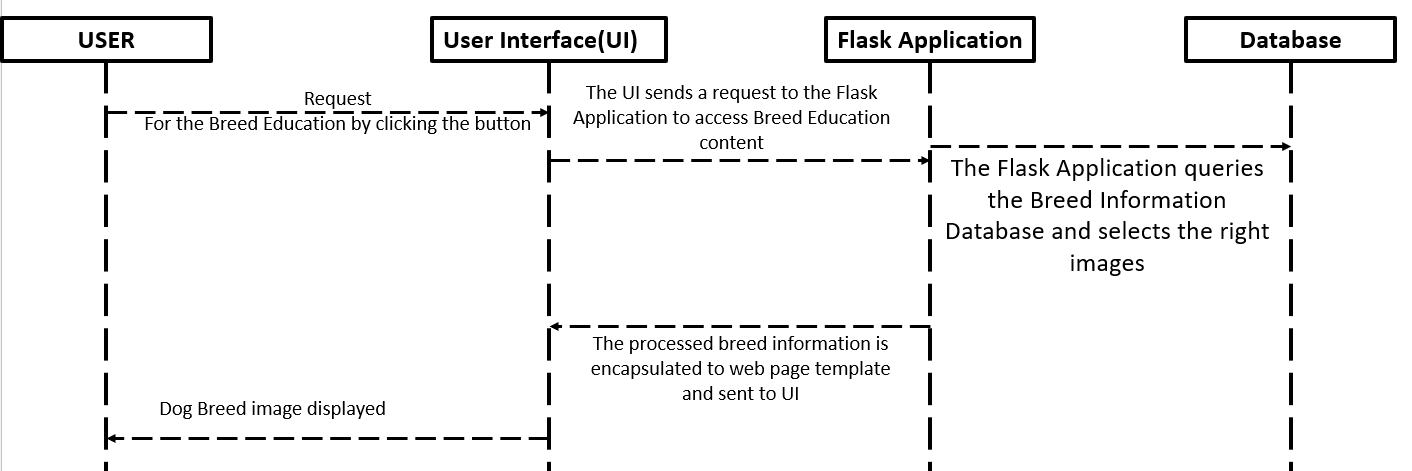 USER
User Interface(UI)
Flask Application
Database
Request
For the Breed Education by clicking the button
The UI sends a request to the Flask
Application to access Breed Education
content
The Flask Application queries
the Breed Information
Database and selects the right
images
The processed breed information is
encapsulated to web page template
and sent to UI
Dog Breed image displayed